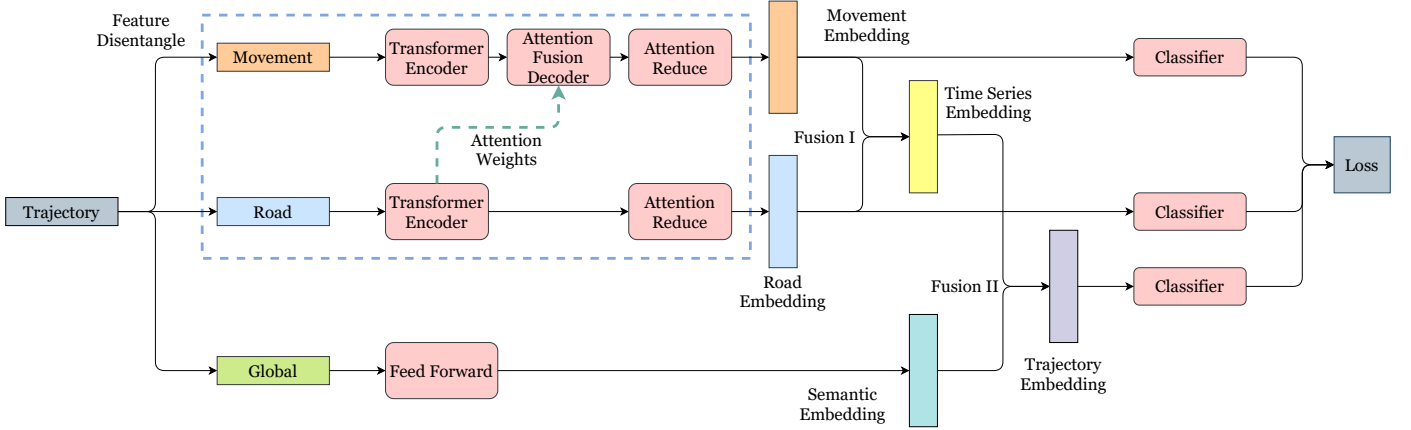 Feature
Disentangle
Movement
Transformer
Encoder
Attention
Fusion
Decoder
Attention
Reduce
Movement
Embedding
Classifier
Time Series
Embedding
Attention
Weights
Fusion I
Loss
Trajectory
Road
Transformer
Encoder
Attention
Reduce
Road
Embedding
Classifier
Fusion II
Classifier
Global
Feed Forward
Semantic
Embedding
Trajectory
Embedding